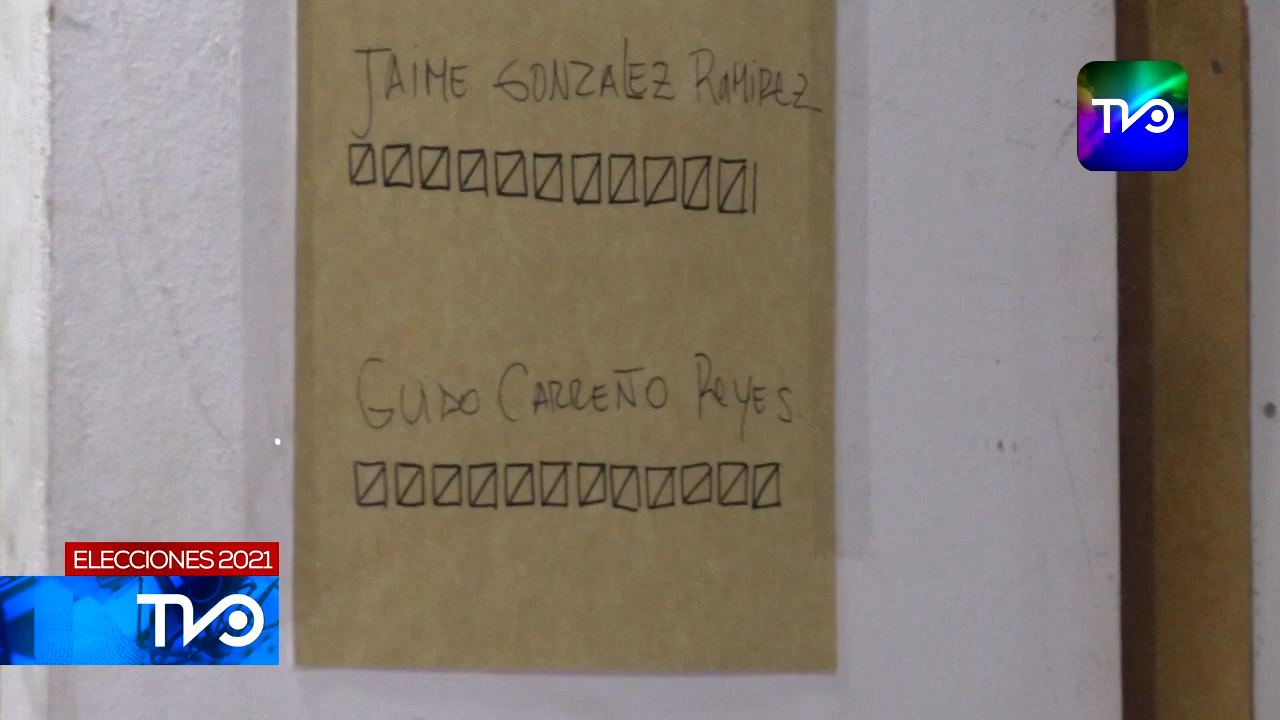 JAIME GONZALEZ RAMIREZ
GUIDO CARREÑO REYES
TVO
ELECCIONES 2021
TVO